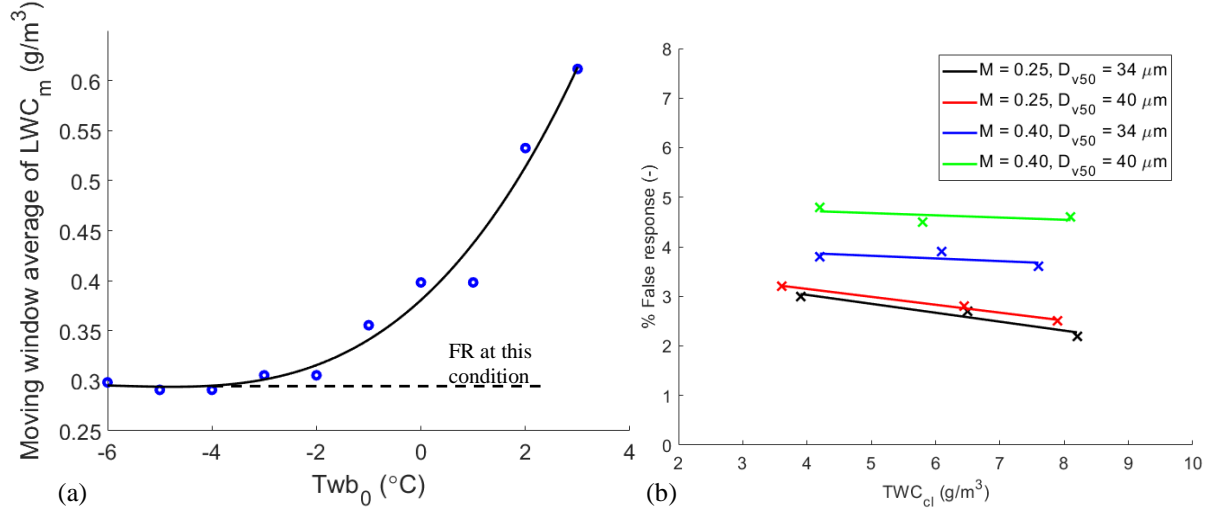 Moving window average of LWC_m (g/m^3)
0.6
0.55
0.5
0.45
0.4
0.35
0.3
0.25
FR at this
condition
-6 -4 -2 0 2 4
Twb_0 (°C)
(a)
% False response (-)
8
7
6
5
4
3
2
1
0
M = 0.25, D_v50 = 34 μm
M = 0.25, D_v50 = 40 μm
M = 0.40, D_v50 = 34 μm
M = 0.40, D_v50 = 40 μm
2 3 4 5 6 7 8 9 10
TWC_cl (g/m^3)
(b)